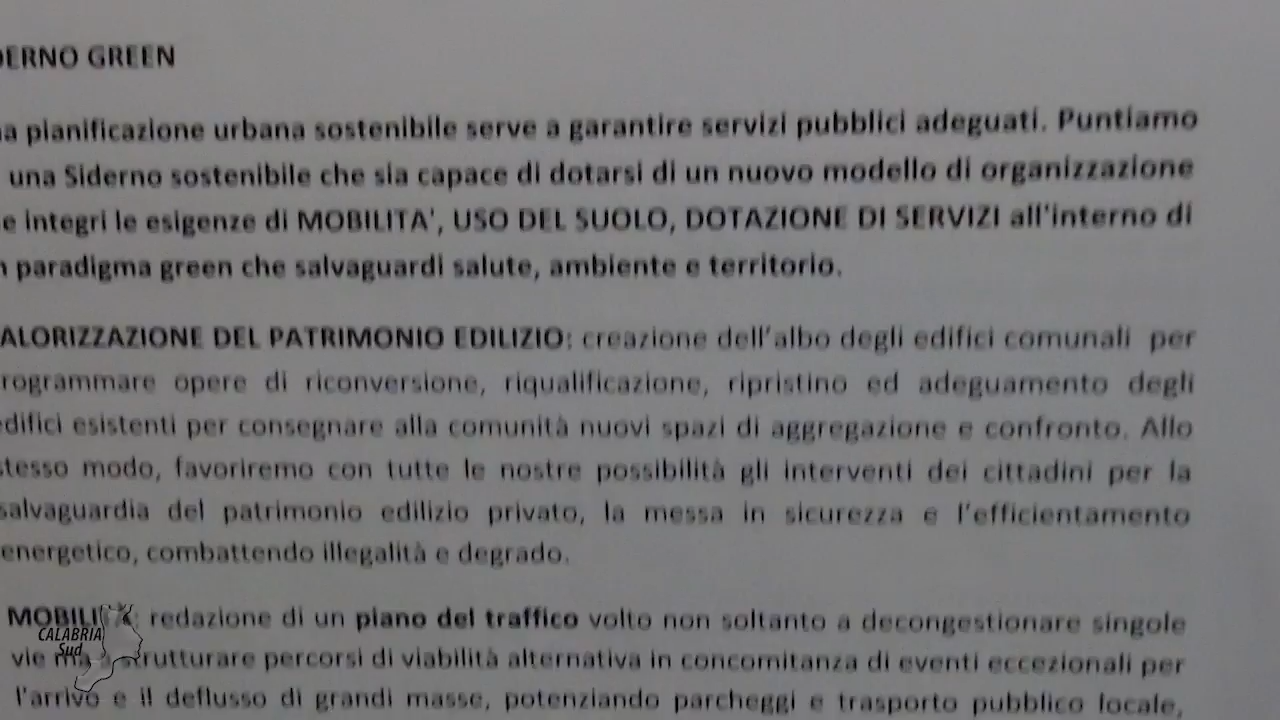 DERNO GREEN
na pianificazione urbana sostenibile serve a garantire servizi pubblici adeguati. Puntiamo
una Siderno sostenibile che sia capace di dotarsi di un nuovo modello di organizzazione
e integri le esigenze di MOBILITA', USO DEL SUOLO, DOTAZIONE DI SERVIZI all'interno di
n paradigma green che salvaguardi salute, ambiente e territorio.
ALORIZZAZIONE DEL PATRIMONIO EDILIZIO: creazione dell'albo degli edifici comunali per
rogrammare opere di riconversione, riqualificazione, ripristino ed adeguamento degli
edifici esistenti per consegnare alla comunità nuovi spazi di aggregazione e confronto. Allo
stesso modo, favoriremo con tutte le nostre possibilità gli interventi dei cittadini per la
salvaguardia del patrimonio edilizio privato, la messa in sicurezza e l'efficientamento
energetico, combattendo illegalità e degrado.
redazione di un piano del traffico volto non soltanto a decongestionare singole
vie ma a strutturare percorsi di viabilità alternativa in concomitanza di eventi eccezionali per
l'arrivo e il deflusso di grandi masse, potenziando parcheggi e trasporto pubblico locale,
CALABRIA
Sud